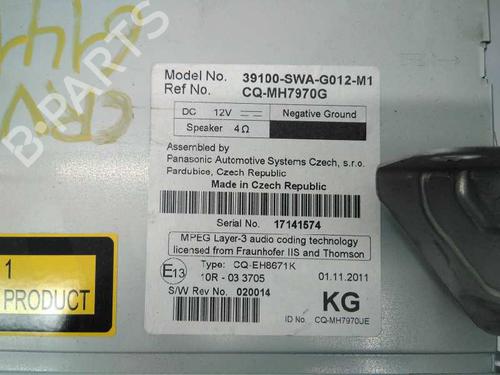 Model No. 39100-SWA-G012-M1
Ref No. CQ-MH7970G
DC 12V Negative Ground
Speaker 4Ω
Assembled by
Panasonic Automotive Systems Czech, s.r.o.
Pardubice, Czech Republic
Made in Czech Republic
Serial No. 17141574
MPEG Layer-3 audio coding technology
licensed from Fraunhofer IIS and Thomson
E13
Type: CQ-EH8671K
10R - 03 3705
01.11.2011
S/W Rev No. 020014
KG
ID No. CQ-MH7970UE
1
PRODUCT
CRV
B-PARTS